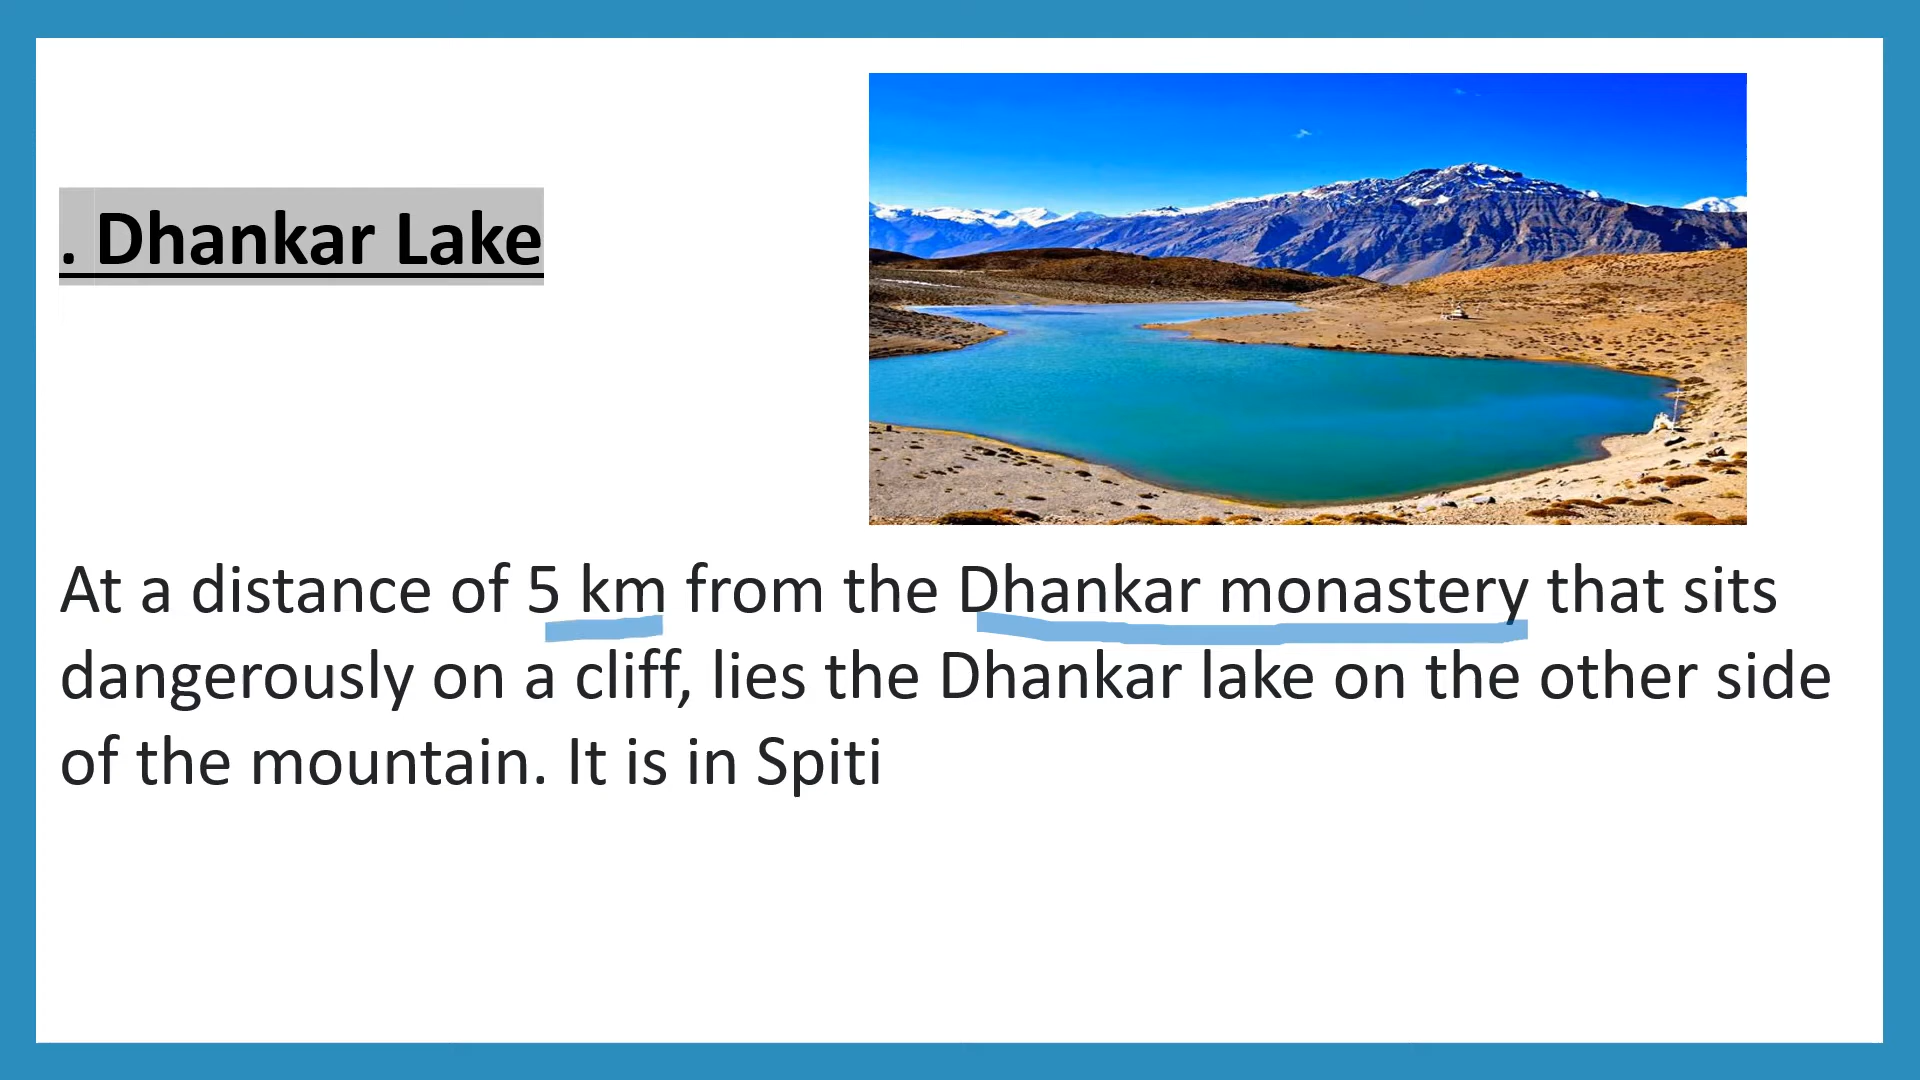 . Dhankar Lake
At a distance of 5 km from the Dhankar monastery that sits
dangerously on a cliff, lies the Dhankar lake on the other side
of the mountain. It is in Spiti